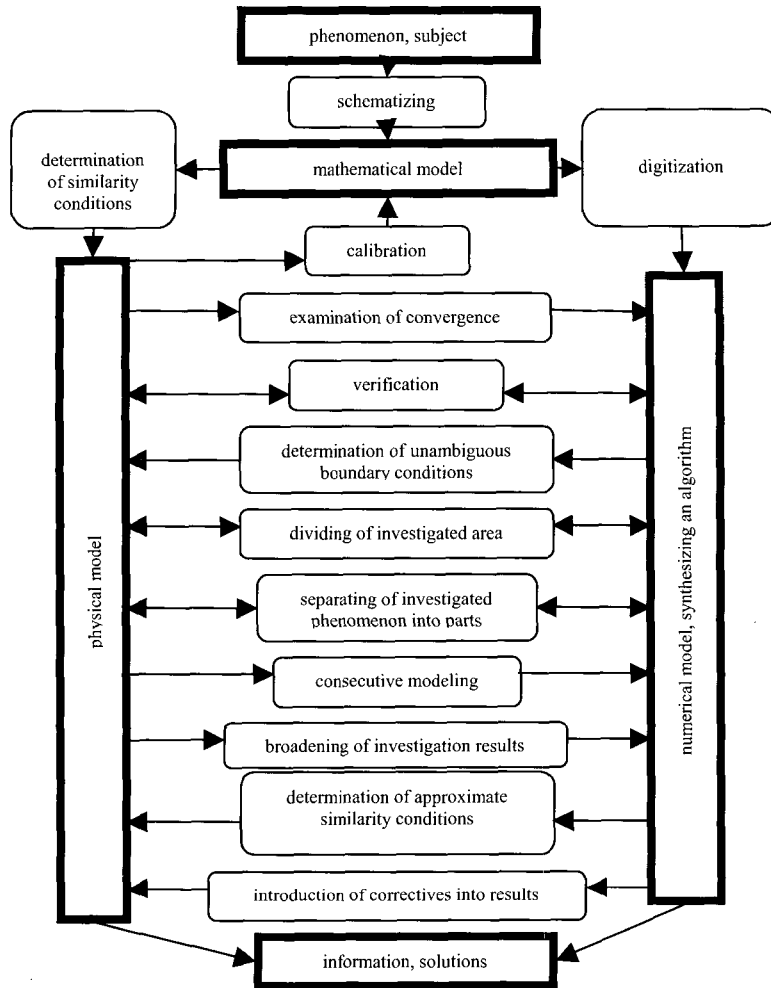 phenomenon, subject
schematizing
determination
of similarity
conditions
mathematical model
digitization
calibration
examination of convergence
verification
determination of unambiguous
boundary conditions
dividing of investigated area
separating of investigated
phenomenon into parts
consecutive modeling
broadening of investigation results
determination of approximate
similarity conditions
introduction of correctives into results
physical model
numerical model, synthesizing an algorithm
information, solutions